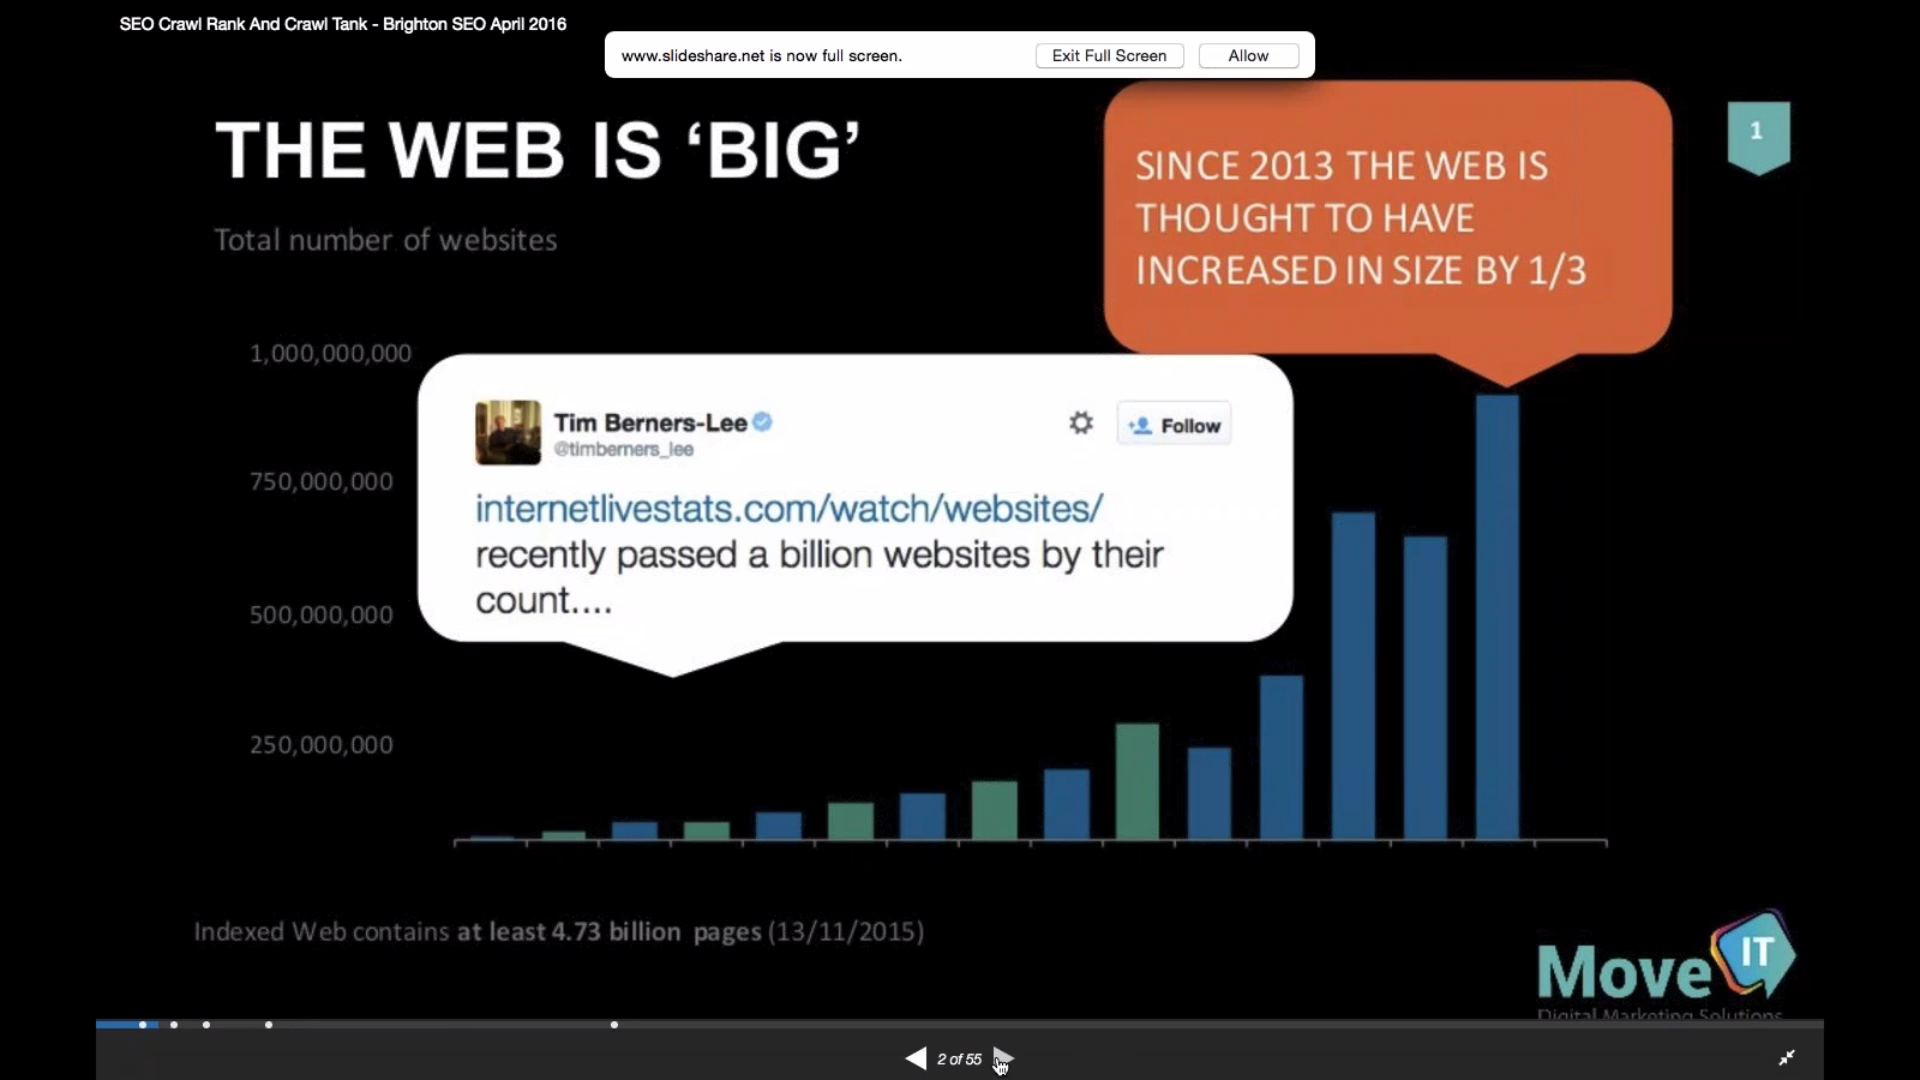 SEO Crawl Rank And Crawl Tank - Brighton SEO April 2016
www.slideshare.net is now full screen.
Exit Full Screen
Allow
THE WEB IS ‘BIG’
Total number of websites
SINCE 2013 THE WEB IS
THOUGHT TO HAVE
INCREASED IN SIZE BY 1/3
1
1,000,000,000
750,000,000
500,000,000
250,000,000
Tim Berners-Lee
@timberners_lee
Follow
internetlivestats.com/watch/websites/
recently passed a billion websites by their
count....
Indexed Web contains at least 4.73 billion pages (13/11/2015)
Move IT
Digital Marketing Solutions
2 of 55